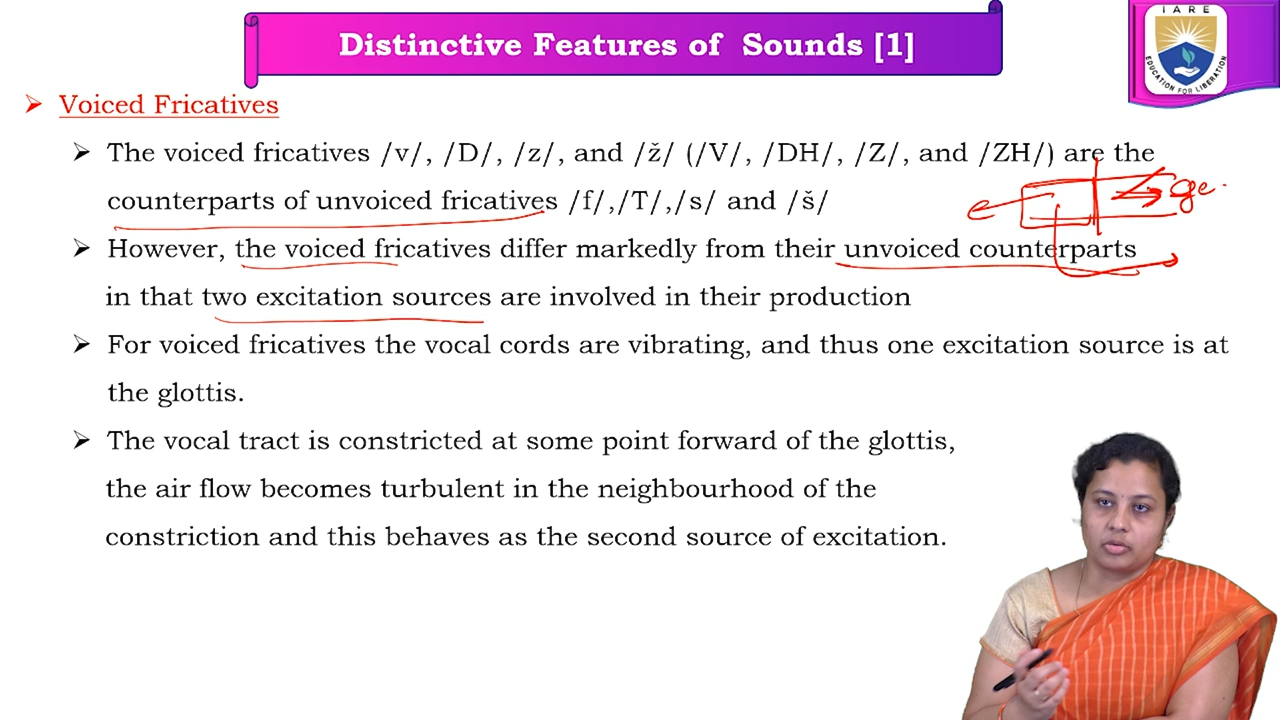 Distinctive Features of Sounds [1]
IARE
EDUCATION FOR LIBERATION
➢ Voiced Fricatives
➢ The voiced fricatives /v/, /D/, /z/, and /ž/ (/V/, /DH/, /Z/, and /ZH/) are the
counterparts of unvoiced fricatives /f/,/T/,/s/ and /š/
➢ However, the voiced fricatives differ markedly from their unvoiced counterparts
in that two excitation sources are involved in their production
➢ For voiced fricatives the vocal cords are vibrating, and thus one excitation source is at
the glottis.
➢ The vocal tract is constricted at some point forward of the glottis,
the air flow becomes turbulent in the neighbourhood of the
constriction and this behaves as the second source of excitation.